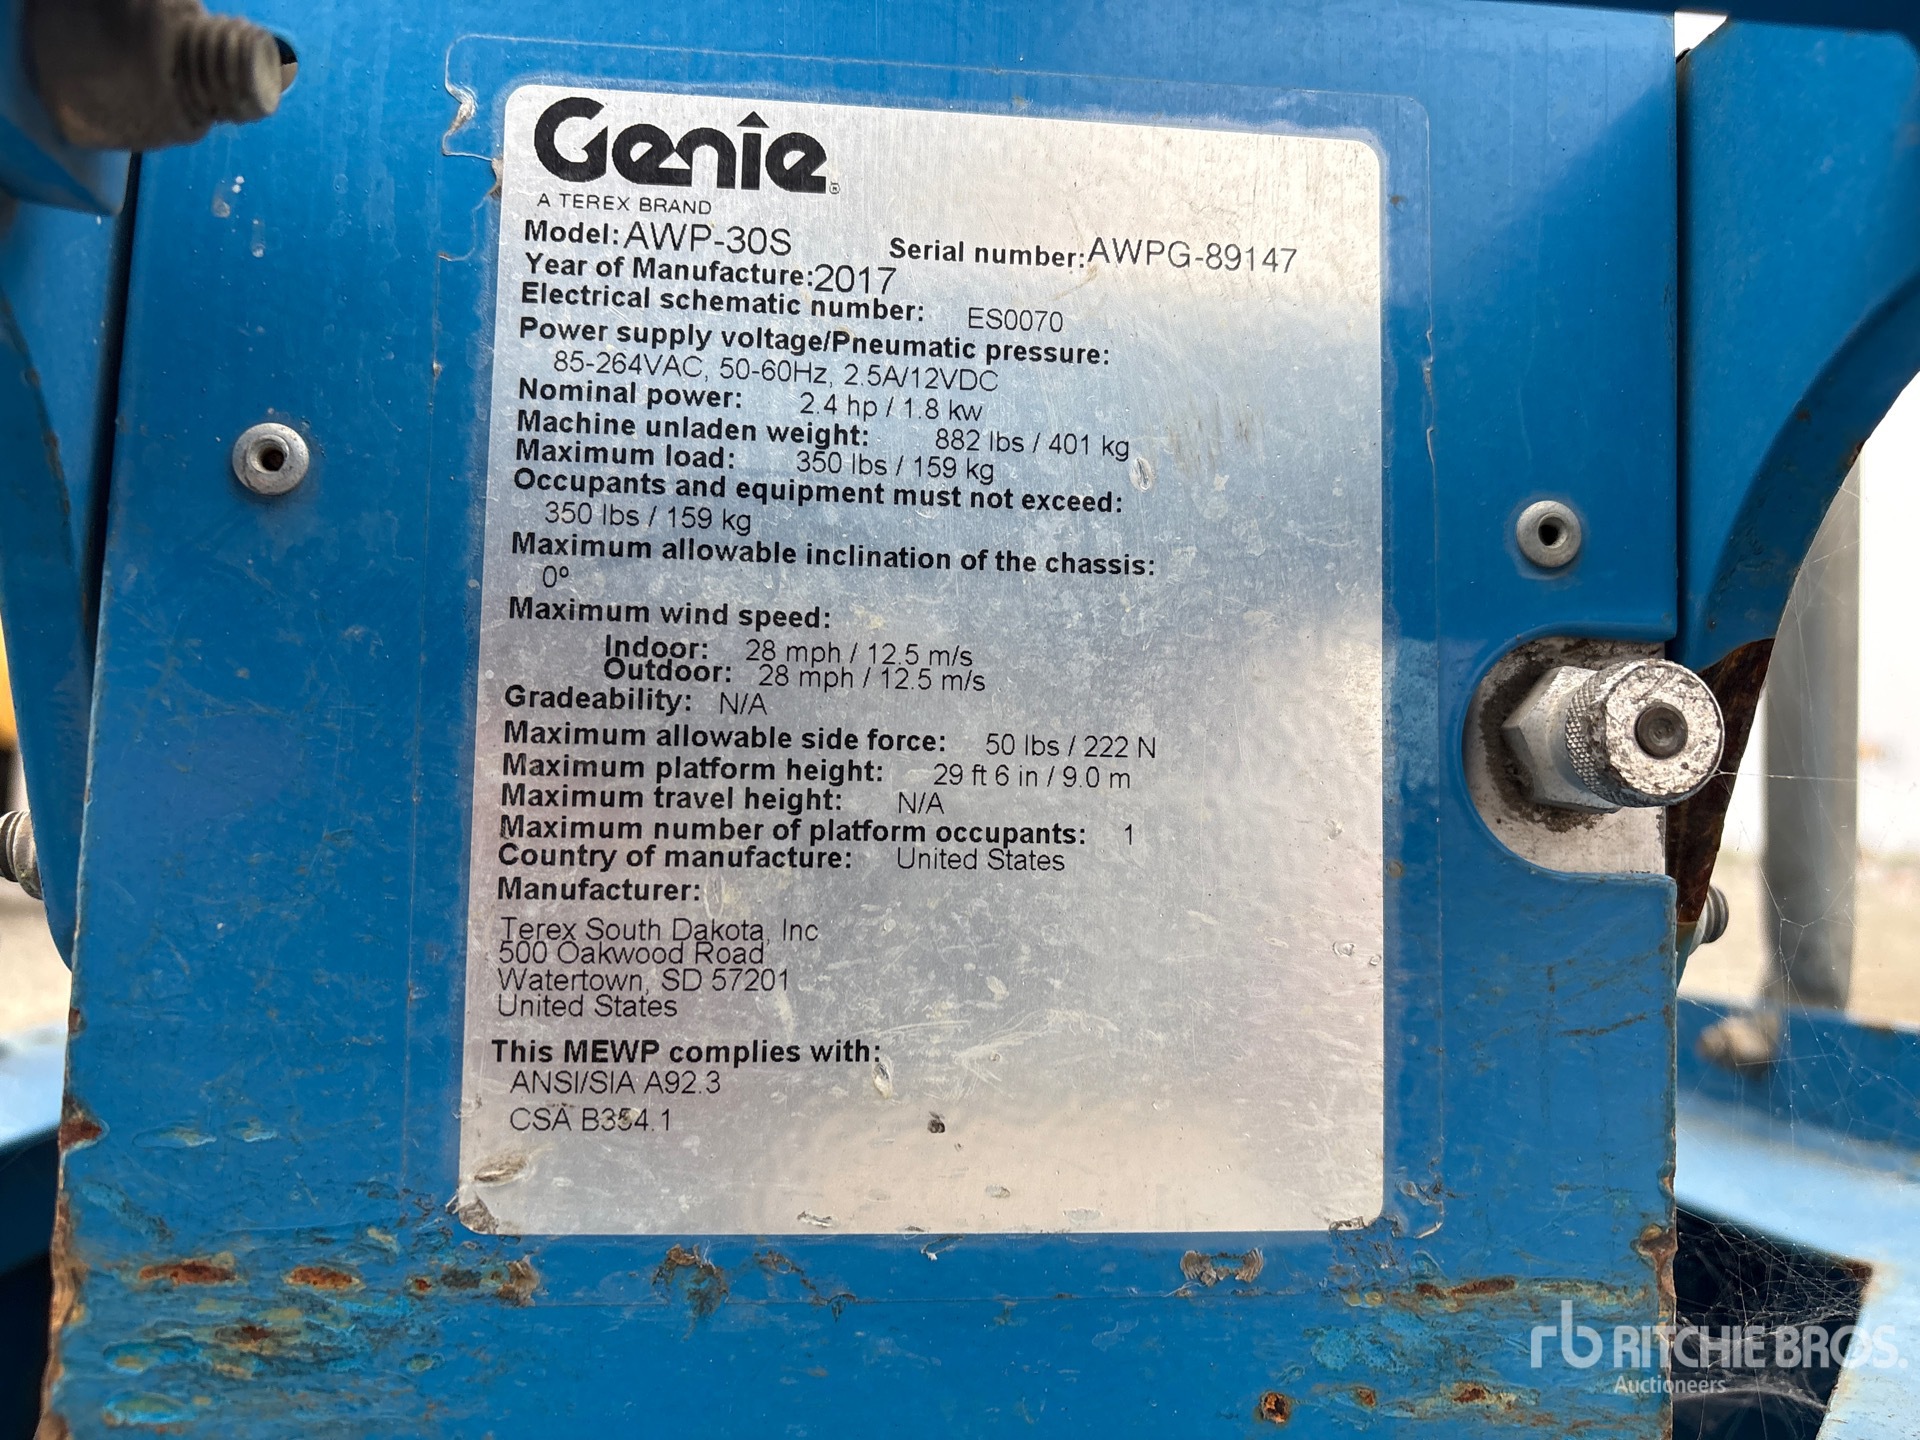 Genie®
A TEREX BRAND
Model: AWP-30S Serial number: AWPG-89147
Year of Manufacture: 2017
Electrical schematic number: ES0070
Power supply voltage/Pneumatic pressure:
85-264VAC, 50-60Hz, 2.5A/12VDC
Nominal power: 2.4 hp / 1.8 kw
Machine unladen weight: 882 lbs / 401 kg
Maximum load: 350 lbs / 159 kg
Occupants and equipment must not exceed:
350 lbs / 159 kg
Maximum allowable inclination of the chassis:
0º
Maximum wind speed:
Indoor: 28 mph / 12.5 m/s
Outdoor: 28 mph / 12.5 m/s
Gradeability: N/A
Maximum allowable side force: 50 lbs / 222 N
Maximum platform height: 29 ft 6 in / 9.0 m
Maximum travel height: N/A
Maximum number of platform occupants: 1
Country of manufacture: United States
Manufacturer:
Terex South Dakota, Inc
500 Oakwood Road
Watertown, SD 57201
United States
This MEWP complies with:
ANSI/SIA A92.3
CSA B354.1
rb RITCHIE BROS.
Auctioneers